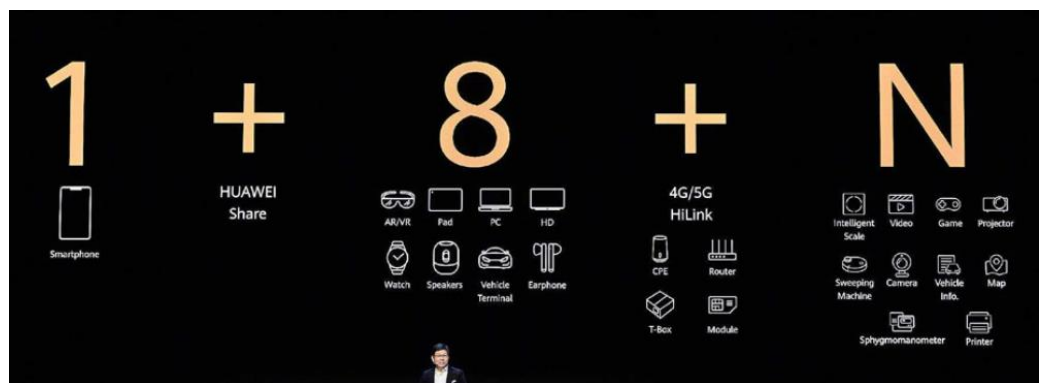 1 + 8 + N
HUAWEI
Share
4G/5G
HiLink
Smartphone
AR/VR Pad PC HD
Watch Speakers Vehicle
Terminal Earphone
CPE Router
T-Box Module
Intelligent
Scale Video Game Projector
Sweeping
Machine Camera Vehicle
Info. Map
Sphygmomanometer Printer